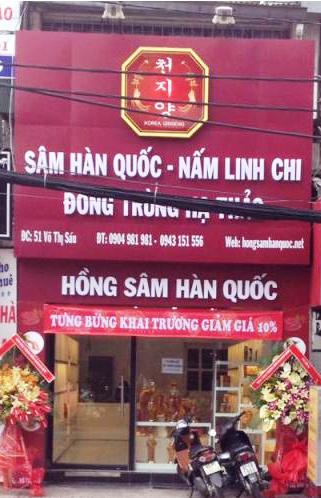 천지양
KOREA GINSENG
SÂM HÀN QUỐC - NẤM LINH CHI
ĐÔNG TRÙNG HẠ THẢO
ĐC: 51 Võ Thị Sáu ĐT: 0904 981 981 - 0943 151 556 Web: hongsamhanquoc.net
HỒNG SÂM HÀN QUỐC
TƯNG BỪNG KHAI TRƯƠNG GIẢM GIÁ 10%